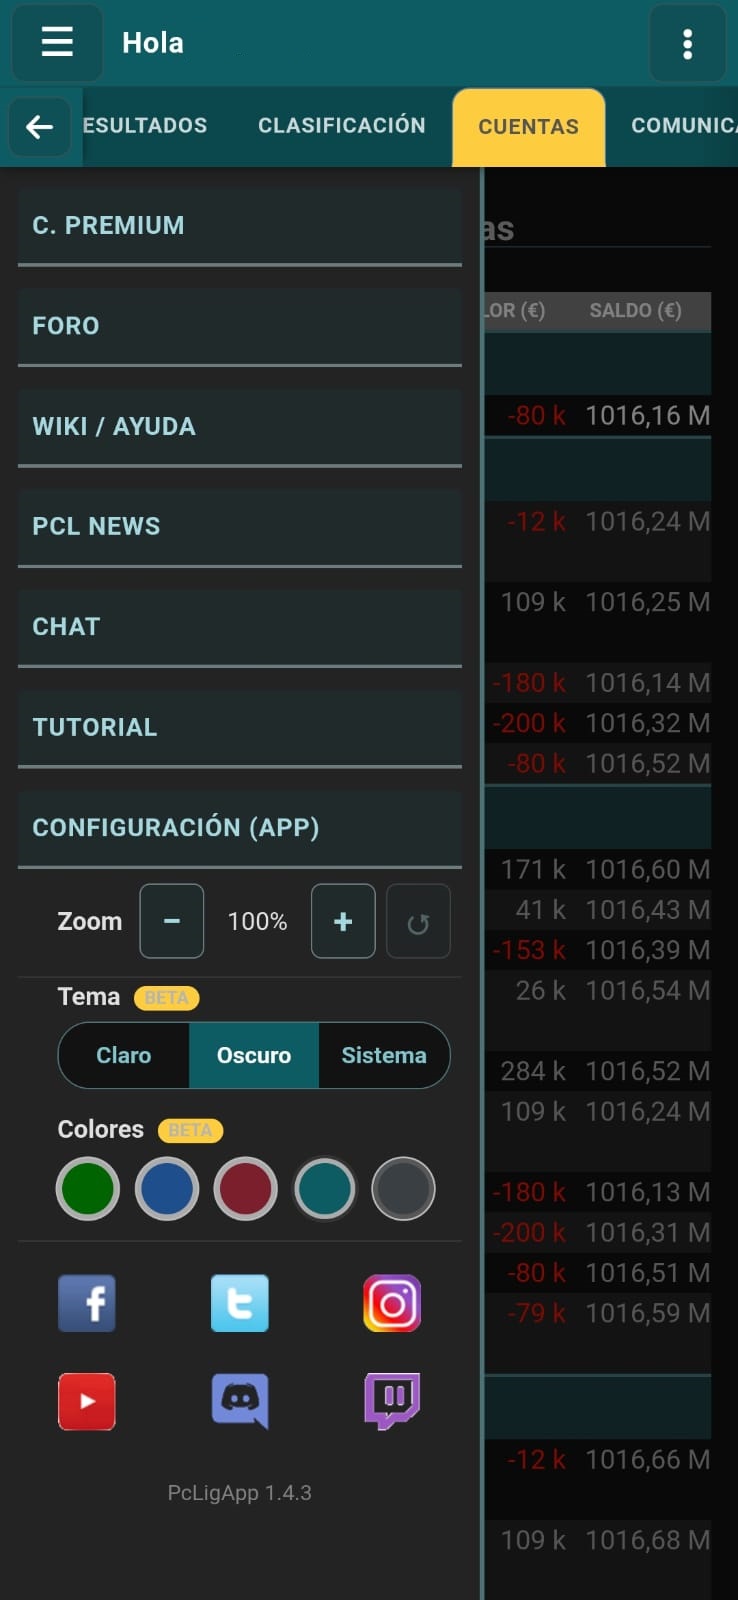 Hola
ESULTADOS CLASIFICACIÓN CUENTAS COMUNICA
C. PREMIUM
as
FORO
LOR (€) SALDO (€)
WIKI / AYUDA
-80 k 1016,16 M
PCL NEWS
-12 k 1016,24 M
CHAT
109 k 1016,25 M
-180 k 1016,14 M
TUTORIAL
-200 k 1016,32 M
-80 k 1016,52 M
CONFIGURACIÓN (APP)
171 k 1016,60 M
Zoom − 100% +
41 k 1016,43 M
-153 k 1016,39 M
Tema BETA
26 k 1016,54 M
Claro Oscuro Sistema
284 k 1016,52 M
109 k 1016,24 M
Colores BETA
-180 k 1016,13 M
-200 k 1016,31 M
-80 k 1016,51 M
-79 k 1016,59 M
-12 k 1016,66 M
PcLigApp 1.4.3
109 k 1016,68 M